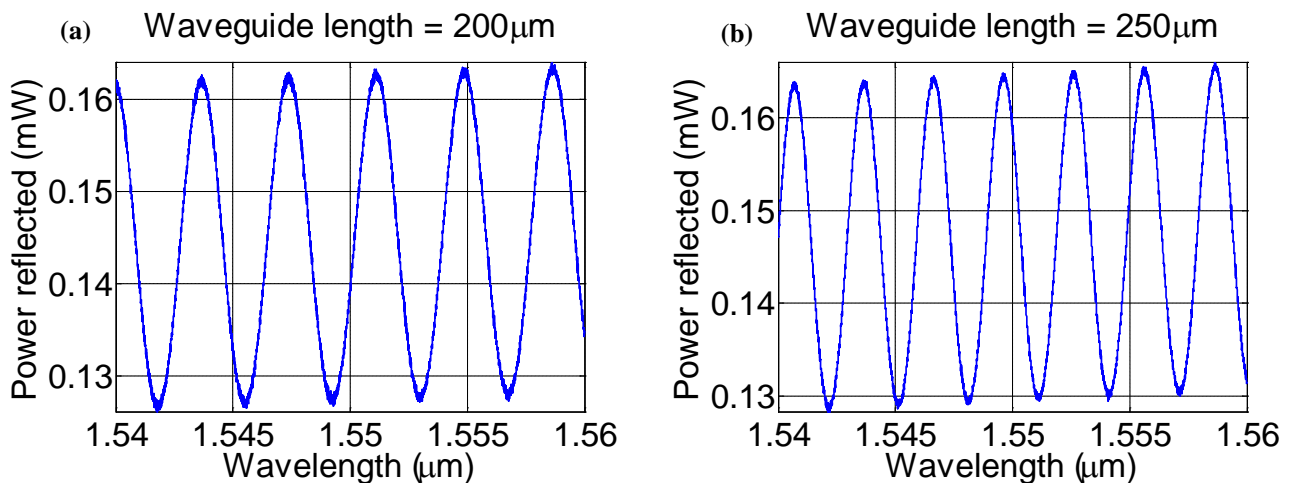 (a) Waveguide length = 200μm
Power reflected (mW)
0.16
0.15
0.14
0.13
1.54 1.545 1.55 1.555 1.56
Wavelength (μm)
(b) Waveguide length = 250μm
Power reflected (mW)
0.16
0.15
0.14
0.13
1.54 1.545 1.55 1.555 1.56
Wavelength (μm)